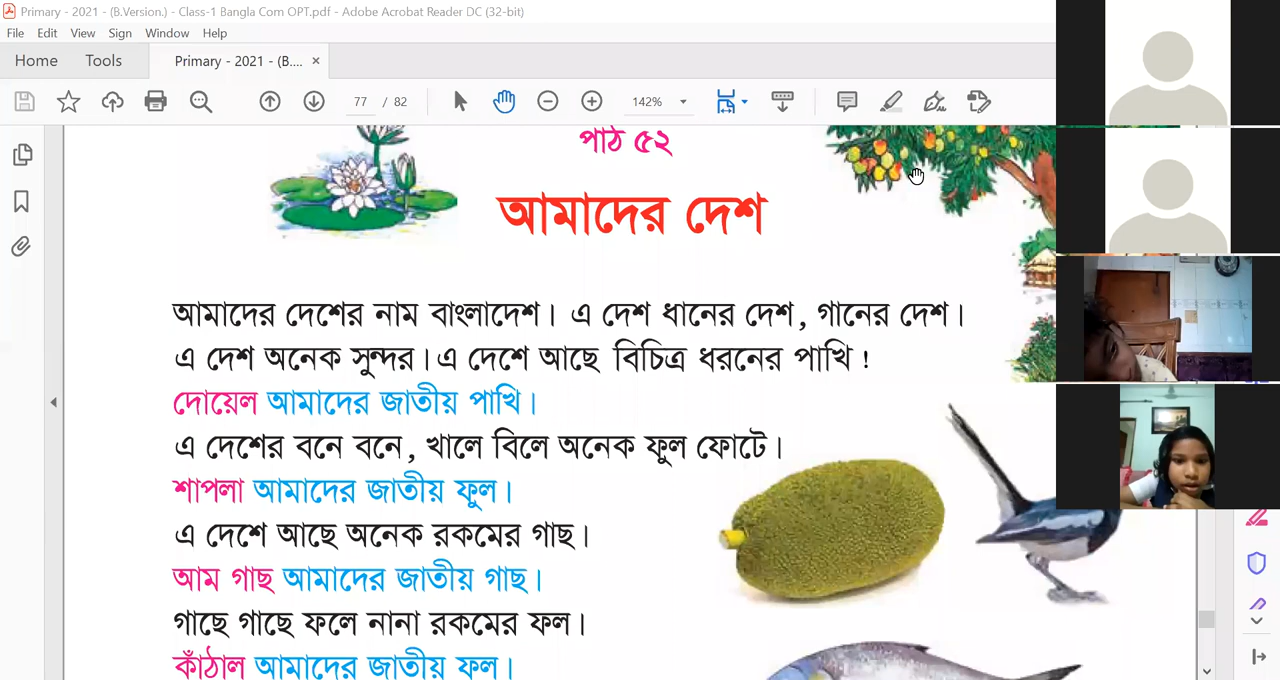 Primary - 2021 - (B.Version.) - Class-1 Bangla Com OPT.pdf - Adobe Acrobat Reader DC (32-bit)
File Edit View Sign Window Help
Home Tools Primary - 2021 - (B.... ×
77 / 82 142%
পাঠ ৫২
আমাদের দেশ
আমাদের দেশের নাম বাংলাদেশ। এ দেশ ধানের দেশ, গানের দেশ।
এ দেশ অনেক সুন্দর। এ দেশে আছে বিচিত্র ধরনের পাখি !
দোয়েল আমাদের জাতীয় পাখি।
এ দেশের বনে বনে, খালে বিলে অনেক ফুল ফোটে।
শাপলা আমাদের জাতীয় ফুল।
এ দেশে আছে অনেক রকমের গাছ।
আম গাছ আমাদের জাতীয় গাছ।
গাছে গাছে ফলে নানা রকমের ফল।
কাঁঠাল আমাদের জাতীয় ফল।